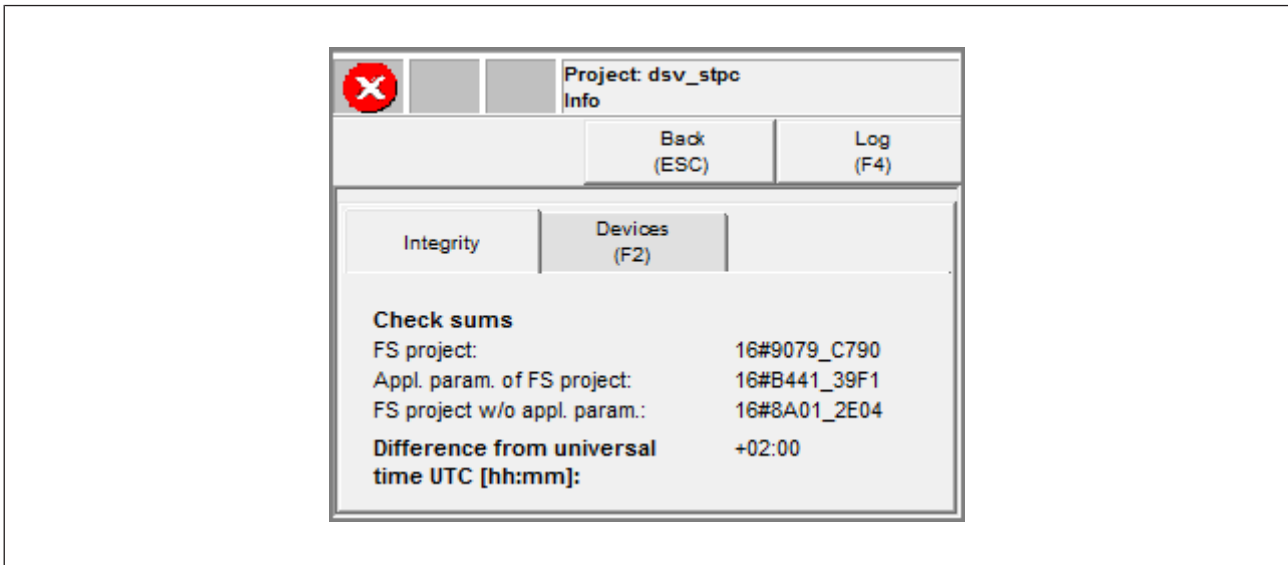 Project: dsv_stpc
Info
Back
(ESC)
Log
(F4)
Integrity
Devices
(F2)
Check sums
FS project: 16#9079_C790
Appl. param. of FS project: 16#B441_39F1
FS project w/o appl. param.: 16#8A01_2E04
Difference from universal +02:00
time UTC [hh:mm]: